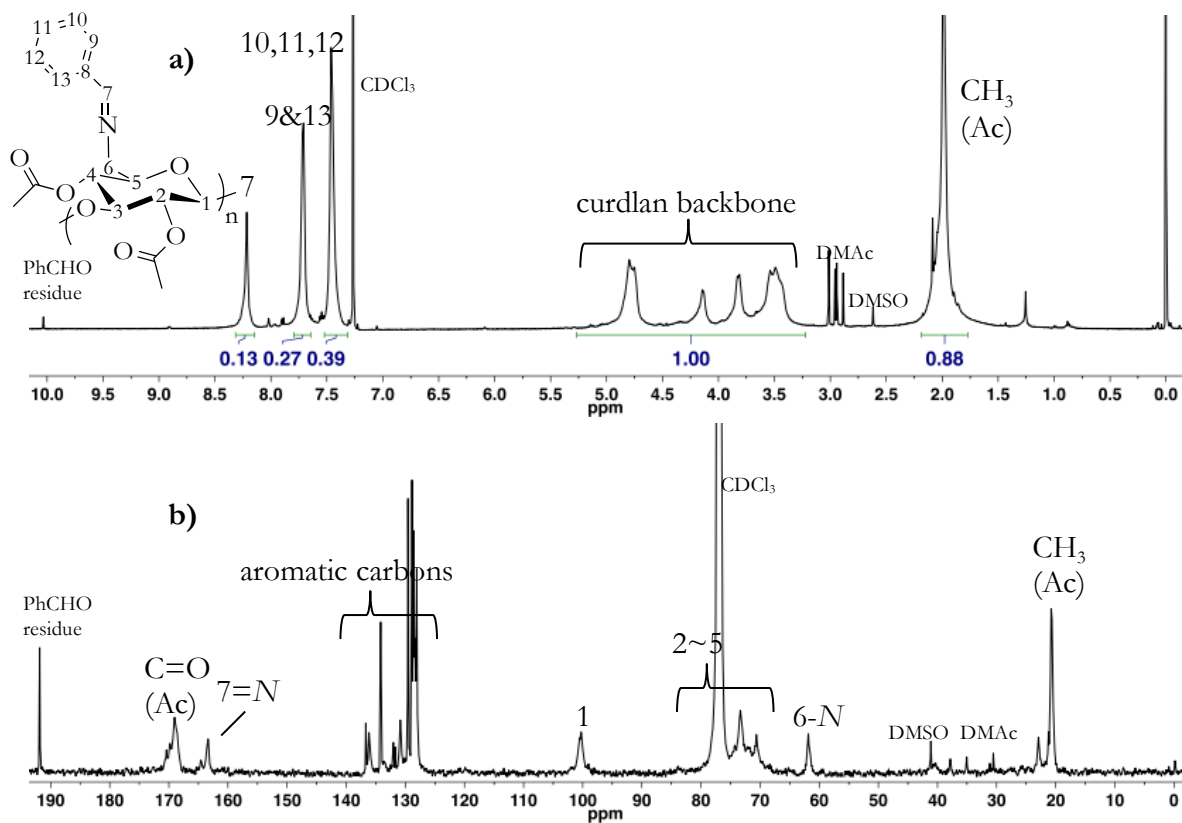 a)
11
10
9
12
13
8
7
N
6
5
O
O
4
O
2
1
7
O
3
n
O
O
10,11,12
9&13
CDCl₃
CH₃
(Ac)
curdlan backbone
DMAc
DMSO
PhCHO
residue
0.13 0.27 0.39 1.00 0.88
10.0 9.5 9.0 8.5 8.0 7.5 7.0 6.5 6.0 5.5 5.0 4.5 4.0 3.5 3.0 2.5 2.0 1.5 1.0 0.5 0.0
ppm
b)
CDCl₃
CH₃
(Ac)
aromatic carbons
PhCHO
residue
C=O
(Ac)
7=N
2~5
1
6-N
DMSO
DMAc
190 180 170 160 150 140 130 120 110 100 90 80 70 60 50 40 30 20 10 0
ppm